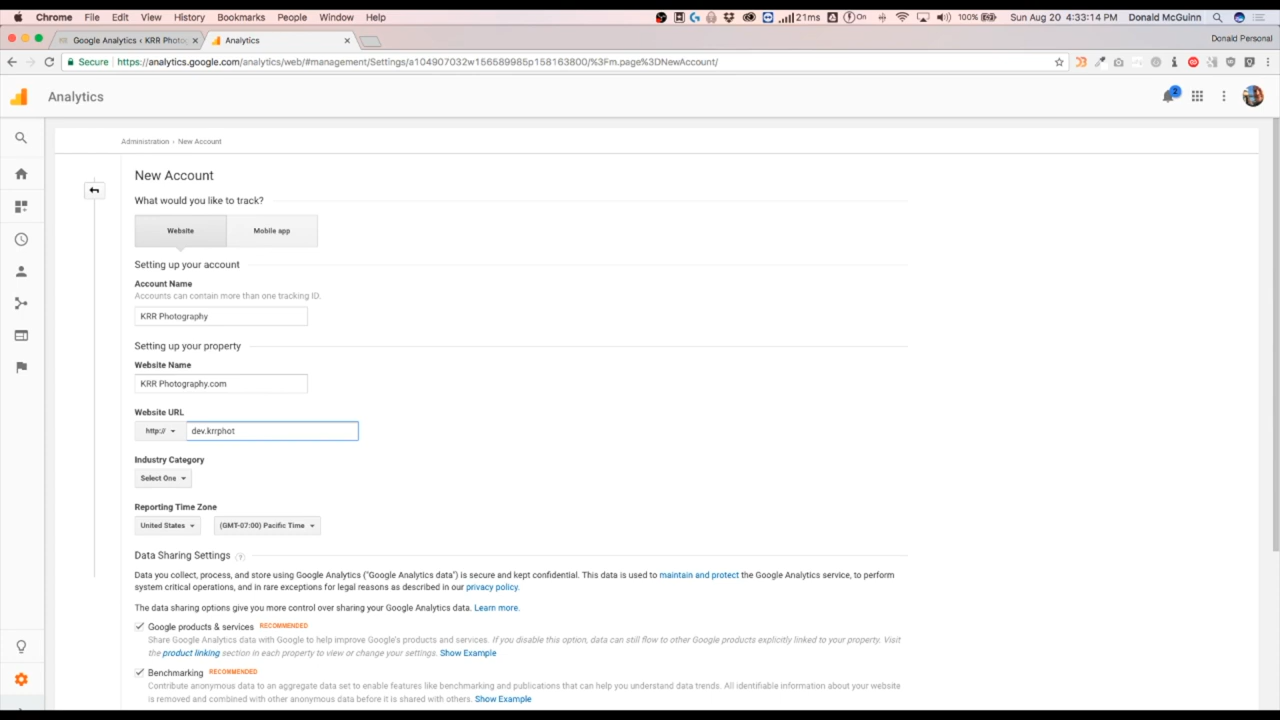 Chrome File Edit View History Bookmarks People Window Help 21ms On 100% Sun Aug 20 4:33:14 PM Donald McGuinn
Google Analytics ‹ KRR Photo × Analytics × Donald Personal
Secure https://analytics.google.com/analytics/web/#management/Settings/a104907032w156589985p158163800/%3Fm.page%3DNewAccount/
Analytics 2
Administration › New Account
New Account
What would you like to track?
Website Mobile app
Setting up your account
Account Name
Accounts can contain more than one tracking ID.
KRR Photography
Setting up your property
Website Name
KRR Photography.com
Website URL
http:// dev.krrphot
Industry Category
Select One
Reporting Time Zone
United States (GMT-07:00) Pacific Time
Data Sharing Settings ?
Data you collect, process, and store using Google Analytics ("Google Analytics data") is secure and kept confidential. This data is used to maintain and protect the Google Analytics service, to perform
system critical operations, and in rare exceptions for legal reasons as described in our privacy policy.
The data sharing options give you more control over sharing your Google Analytics data. Learn more.
Google products & services RECOMMENDED
Share Google Analytics data with Google to help improve Google's products and services. If you disable this option, data can still flow to other Google products explicitly linked to your property. Visit
the product linking section in each property to view or change your settings. Show Example
Benchmarking RECOMMENDED
Contribute anonymous data to an aggregate data set to enable features like benchmarking and publications that can help you understand data trends. All identifiable information about your website
is removed and combined with other anonymous data before it is shared with others. Show Example